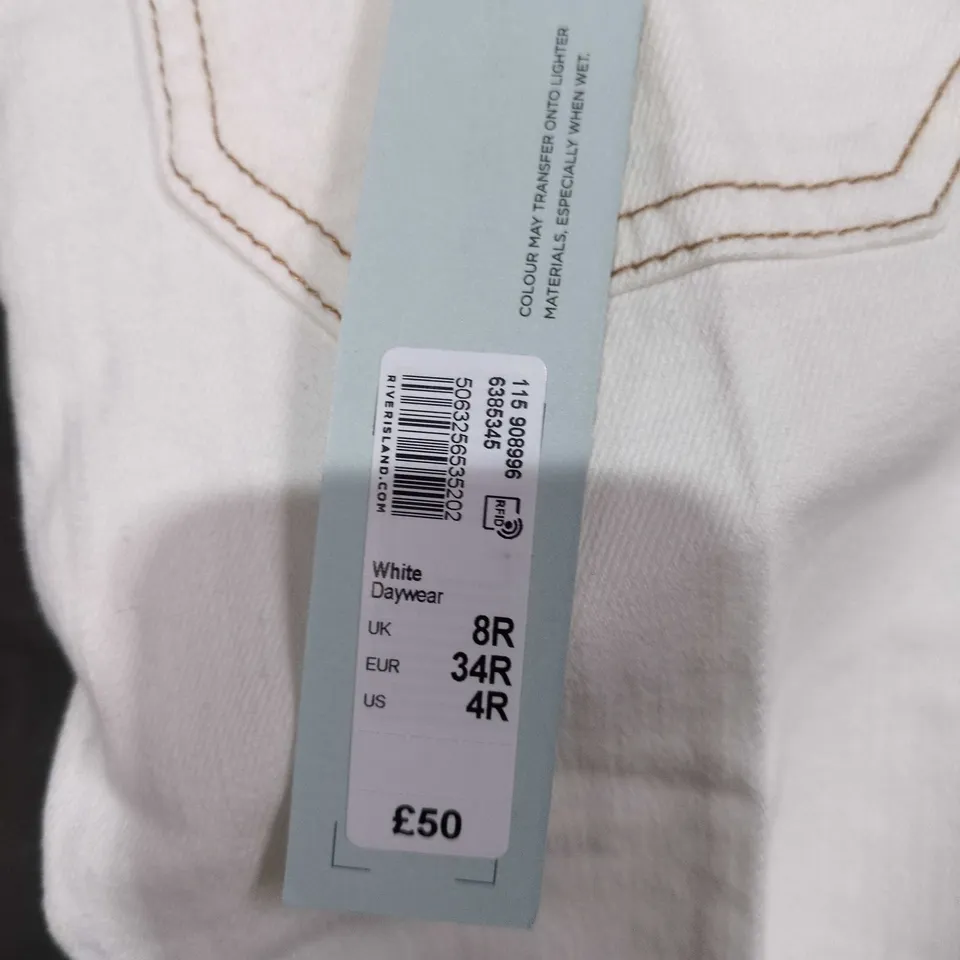 COLOUR MAY TRANSFER ONTO LIGHTER
MATERIALS, ESPECIALLY WHEN WET.
115 908996
6385345
RFID
5063256535202
RIVERISLAND.COM
White
Daywear
UK 8R
EUR 34R
US 4R
£50